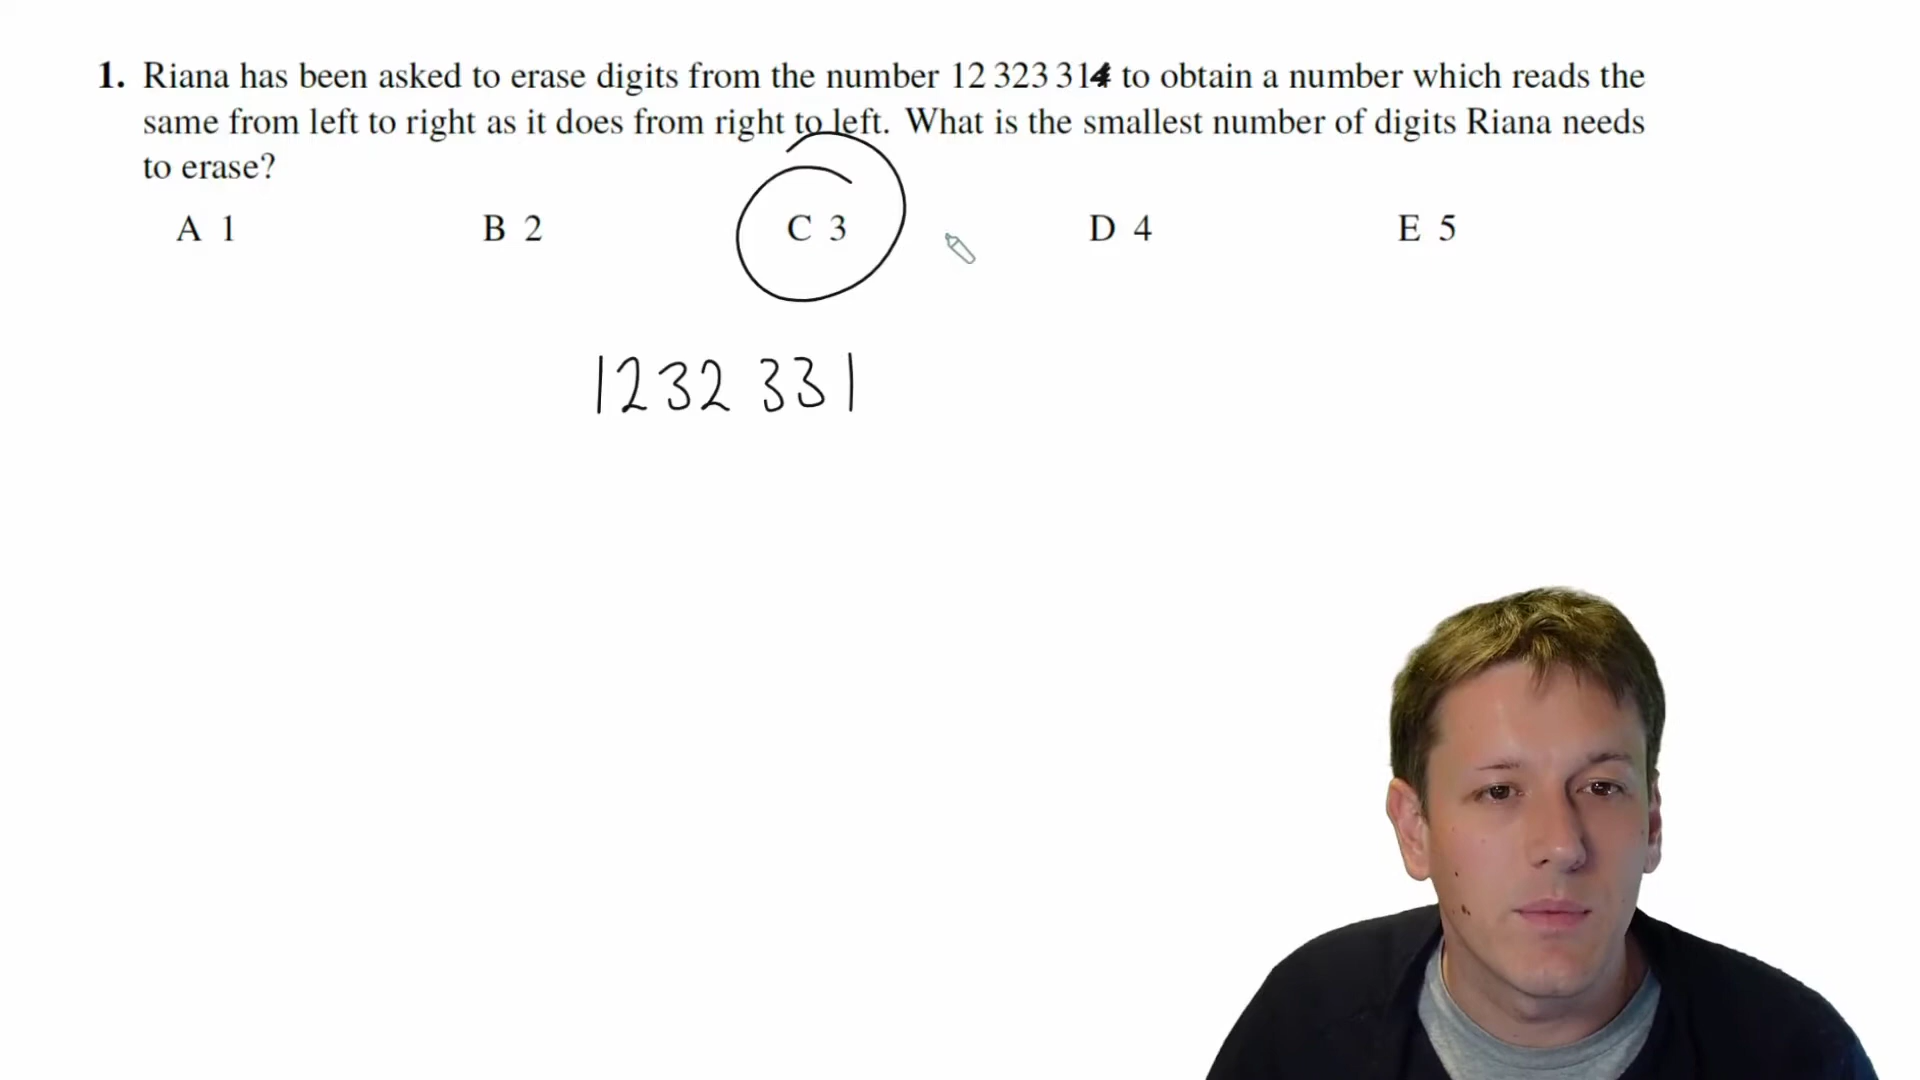 1. Riana has been asked to erase digits from the number 12 323 314 to obtain a number which reads the
same from left to right as it does from right to left. What is the smallest number of digits Riana needs
to erase?
A 1 B 2 C 3 D 4 E 5
1232 331